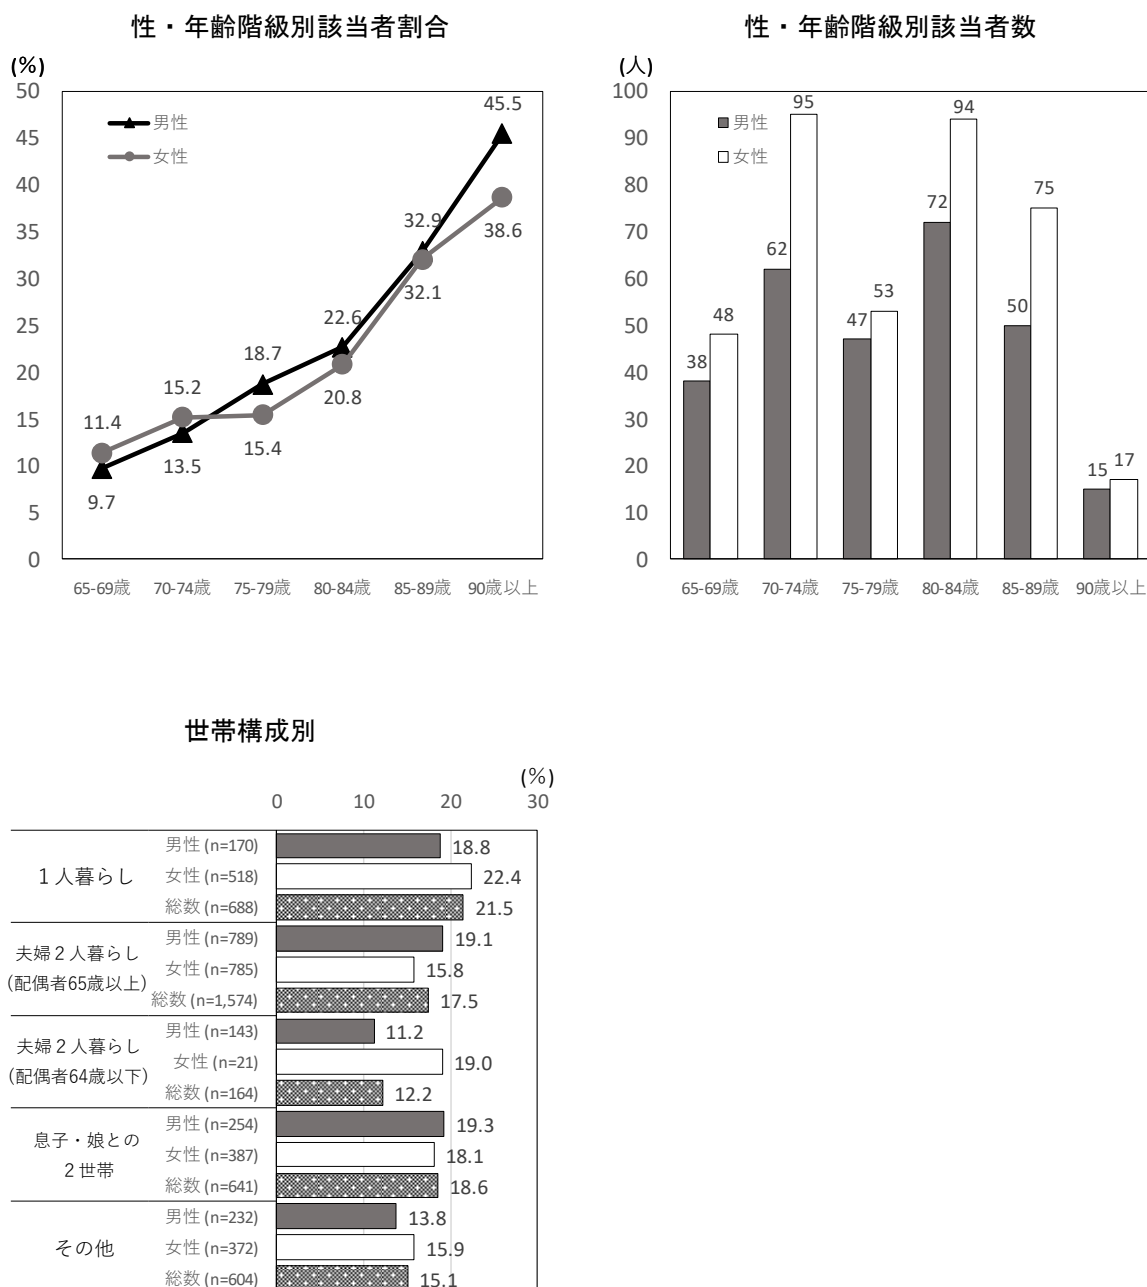 性・年齢階級別該当者割合
(%)
50
45
40
35
30
25
20
15
10
5
0
男性
女性
45.5
38.6
32.9
32.1
22.6
20.8
18.7
15.4
15.2
13.5
11.4
9.7
65-69歳 70-74歳 75-79歳 80-84歳 85-89歳 90歳以上
性・年齢階級別該当者数
(人)
100
90
80
70
60
50
40
30
20
10
0
男性
女性
38 48 62 95 47 53 72 94 50 75 15 17
65-69歳 70-74歳 75-79歳 80-84歳 85-89歳 90歳以上
世帯構成別
(%)
0 10 20 30
1人暮らし
男性 (n=170) 18.8
女性 (n=518) 22.4
総数 (n=688) 21.5
夫婦2人暮らし
(配偶者65歳以上)
男性 (n=789) 19.1
女性 (n=785) 15.8
総数 (n=1,574) 17.5
夫婦2人暮らし
(配偶者64歳以下)
男性 (n=143) 11.2
女性 (n=21) 19.0
総数 (n=164) 12.2
息子・娘との
2世帯
男性 (n=254) 19.3
女性 (n=387) 18.1
総数 (n=641) 18.6
その他
男性 (n=232) 13.8
女性 (n=372) 15.9
総数 (n=604) 15.1